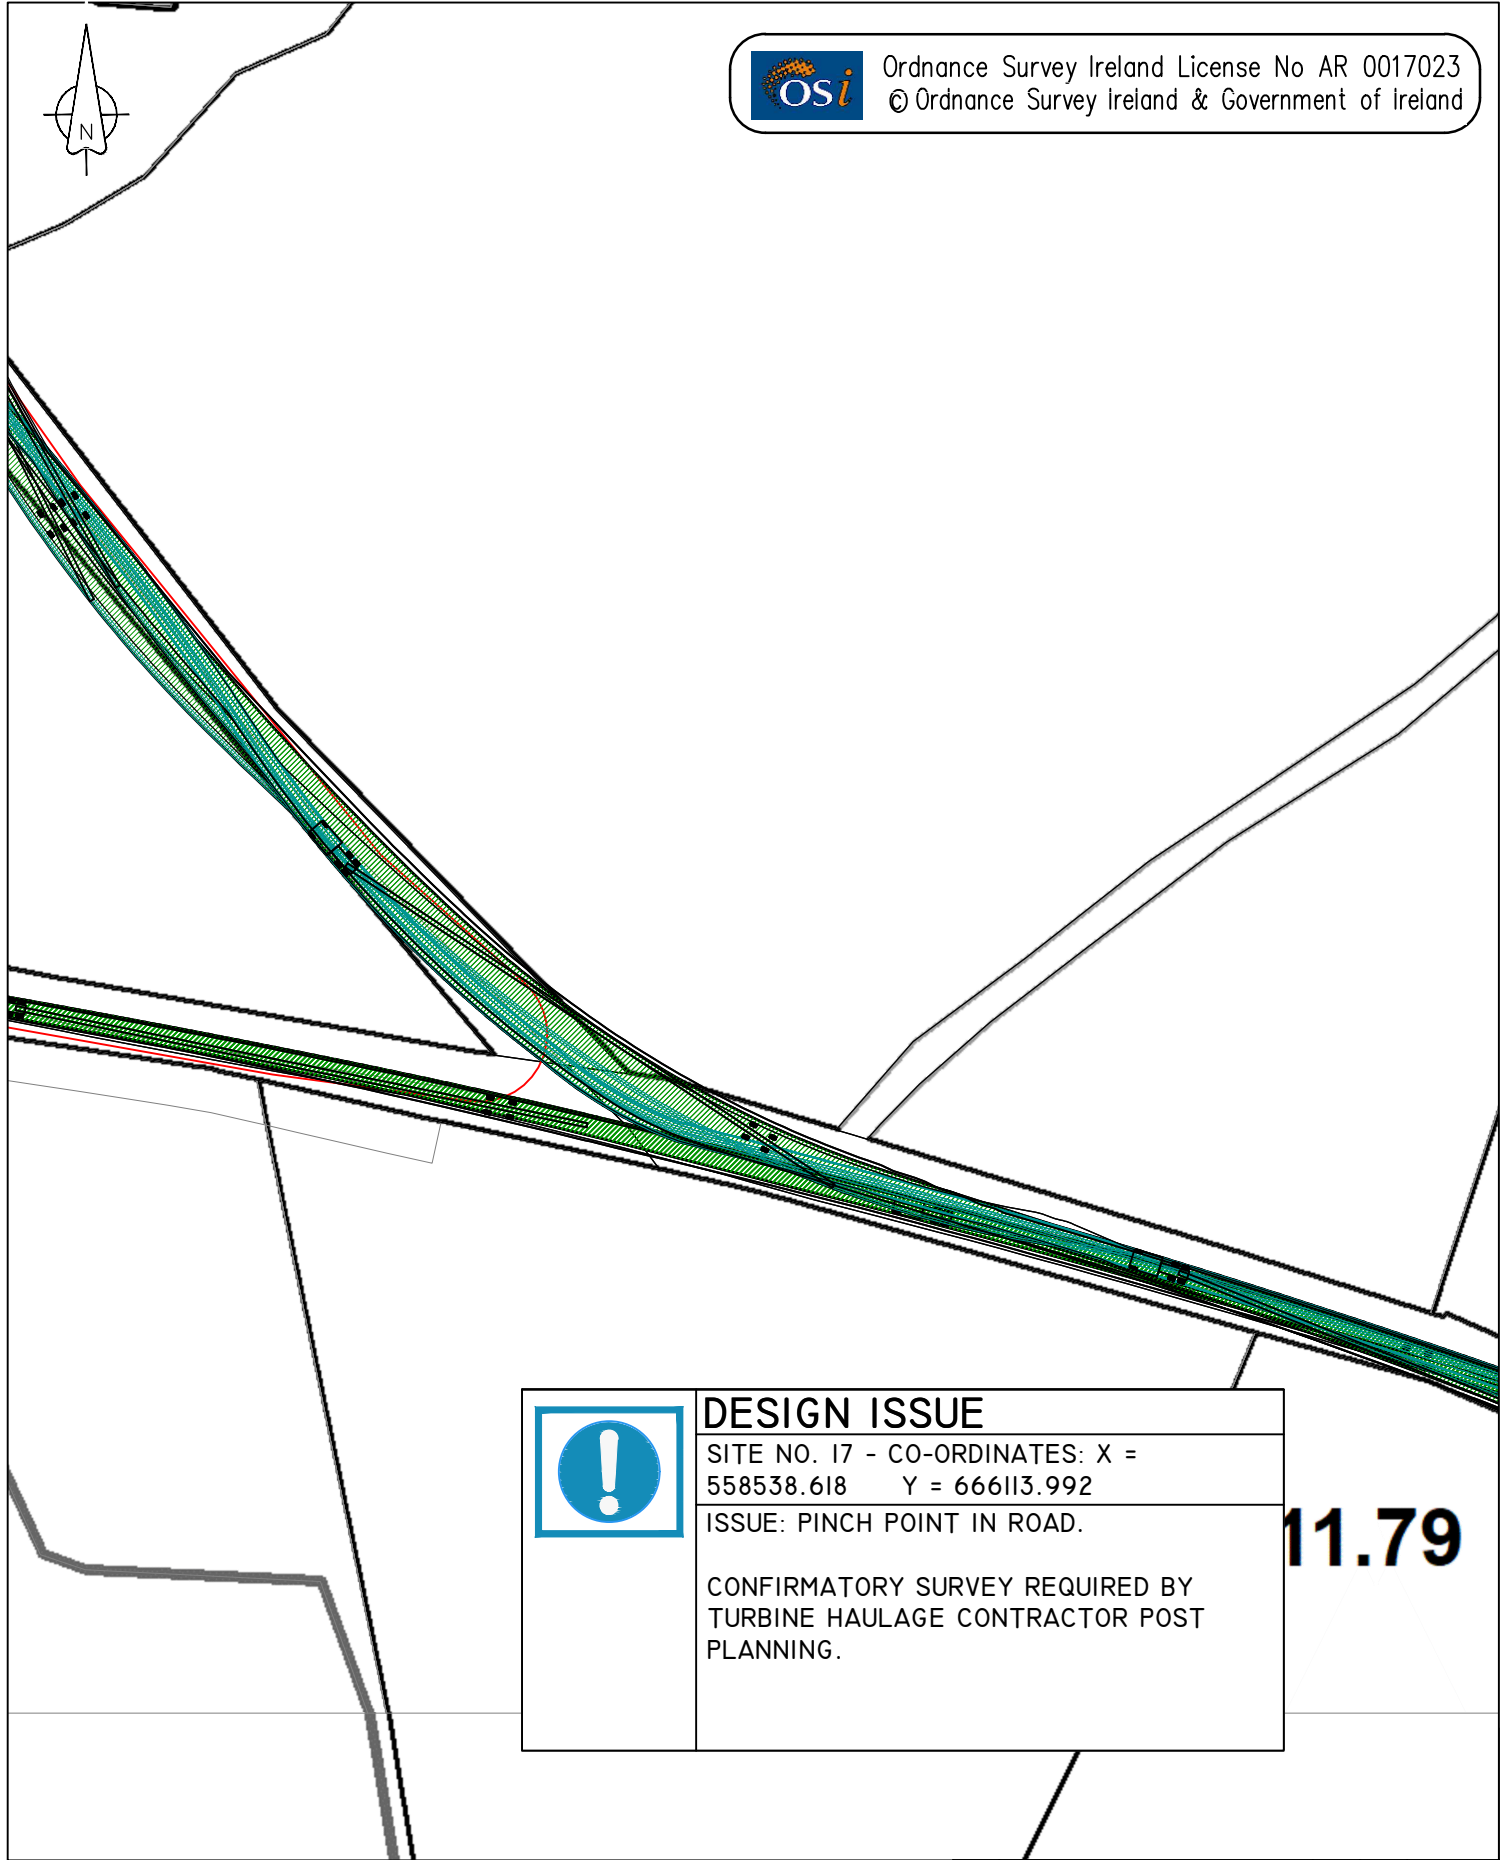 N
OSi
Ordnance Survey Ireland License No AR 0017023
© Ordnance Survey Ireland & Government of Ireland
DESIGN ISSUE
SITE NO. 17 - CO-ORDINATES: X =
558538.618 Y = 666113.992
ISSUE: PINCH POINT IN ROAD.
CONFIRMATORY SURVEY REQUIRED BY
TURBINE HAULAGE CONTRACTOR POST
PLANNING.
11.79